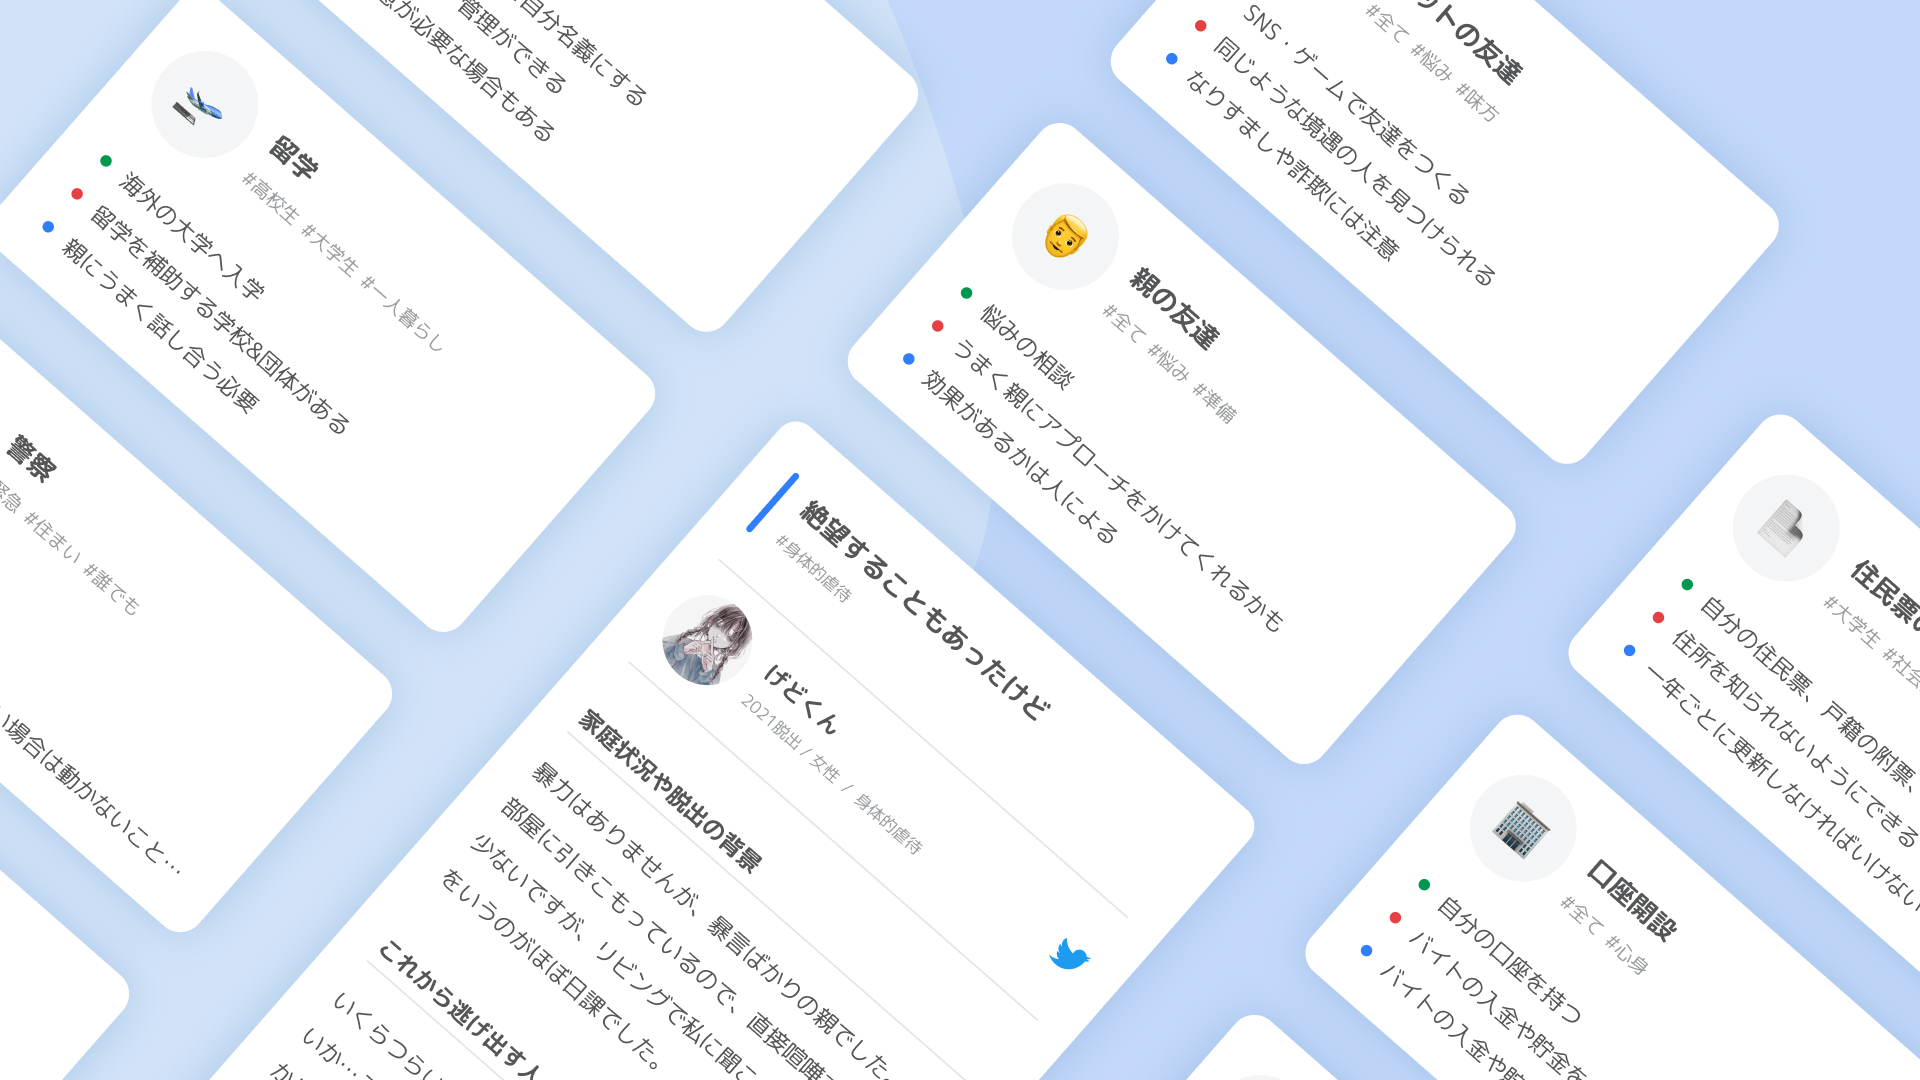 自分名義にする
管理ができる
が必要な場合もある
留学
#高校生 #大学生 #一人暮らし
海外の大学へ入学
留学を補助する学校&団体がある
親にうまく話し合う必要
警察
#住まい #誰でも
場合は動かないこと…
ットの友達
#全て #悩み #味方
SNS・ゲームで友達をつくる
同じような境遇の人を見つけられる
なりすましや詐欺には注意
親の友達
#全て #悩み #準備
悩みの相談
うまく親にアプローチをかけてくれるかも
効果があるかは人による
絶望することもあったけど
#身体的虐待
げどくん
2021脱出 / 女性 / 身体的虐待
家庭状況や脱出の背景
暴力はありませんが、暴言ばかりの親でした。
部屋に引きこもっているので、直接喧嘩
少ないですが、リビングで私に聞こ
をいうのがほぼ日課でした。
これから逃げ出す人
いくらつらい
いか…
住民票
#大学生 #社会
自分の住民票、戸籍の附票、
住所を知られないようにできる
一年ごとに更新しなければいけない
口座開設
#全て #心身
自分の口座を持つ
バイトの入金や貯金を
バイトの入金や貯